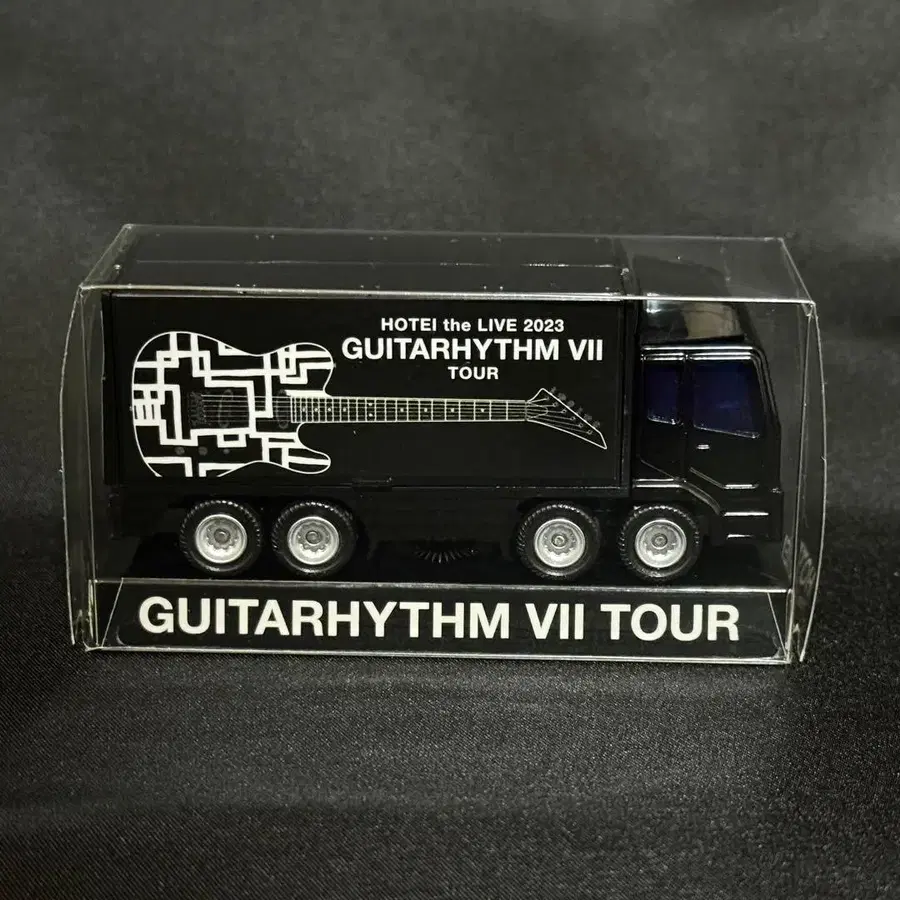 HOTEI the LIVE 2023
GUITARHYTHM VII
TOUR
GUITARHYTHM VII TOUR